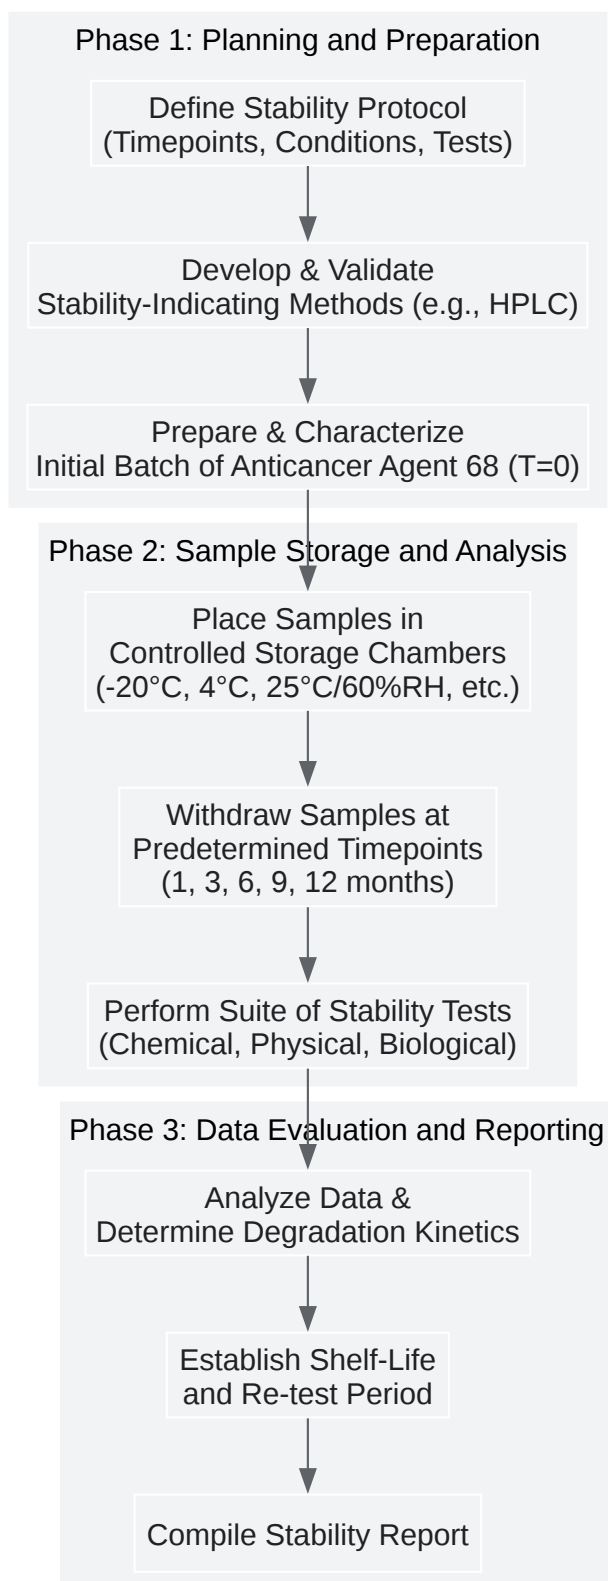 Phase 1: Planning and Preparation
Define Stability Protocol
(Timepoints, Conditions, Tests)
Develop & Validate
Stability-Indicating Methods (e.g., HPLC)
Prepare & Characterize
Initial Batch of Anticancer Agent 68 (T=0)
Phase 2: Sample Storage and Analysis
Place Samples in
Controlled Storage Chambers
(-20°C, 4°C, 25°C/60%RH, etc.)
Withdraw Samples at
Predetermined Timepoints
(1, 3, 6, 9, 12 months)
Perform Suite of Stability Tests
(Chemical, Physical, Biological)
Phase 3: Data Evaluation and Reporting
Analyze Data &
Determine Degradation Kinetics
Establish Shelf-Life
and Re-test Period
Compile Stability Report